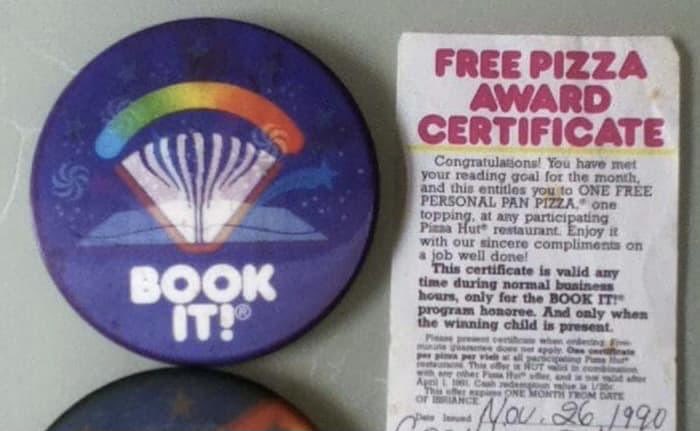 BOOK
IT!®
FREE PIZZA
AWARD
CERTIFICATE
Congratulations! You have met
your reading goal for the month,
and this entitles you to ONE FREE
PERSONAL PAN PIZZA,® one
topping, at any participating
Pizza Hut® restaurant. Enjoy it
with our sincere compliments on
a job well done!
This certificate is valid any
time during normal business
hours, only for the BOOK IT!®
program honoree. And only when
the winning child is present.
Please present certificate when ordering. Five-
minute guarantee does not apply. One certificate
per pizza per visit at all participating Pizza Hut®
restaurants. This offer is NOT valid in combination
with any other Pizza Hut® offer, and is not valid after
April 1, 1991. Cash redemption value is 1/20¢.
This offer expires ONE MONTH FROM DATE
OF ISSUANCE.
Date Issued Nov. 26, 1990